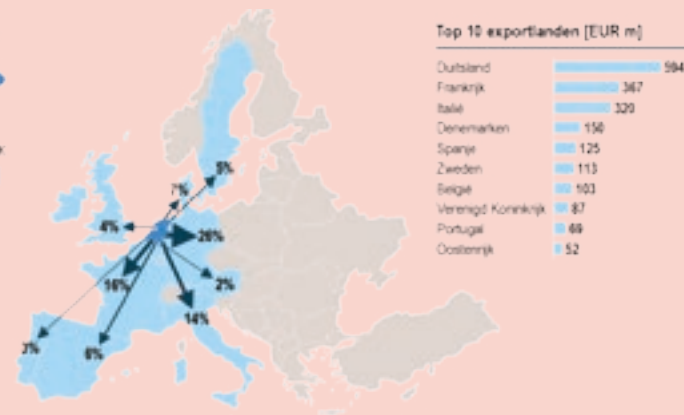 Top 10 exportlanden [EUR m]
Duitsland 594
Frankrijk 367
Italië 320
Denemarken 150
Spanje 125
Zweden 113
België 103
Verenigd Koninkrijk 87
Portugal 69
Oostenrijk 52
5%
7%
4%
26%
16%
2%
14%
3%
6%